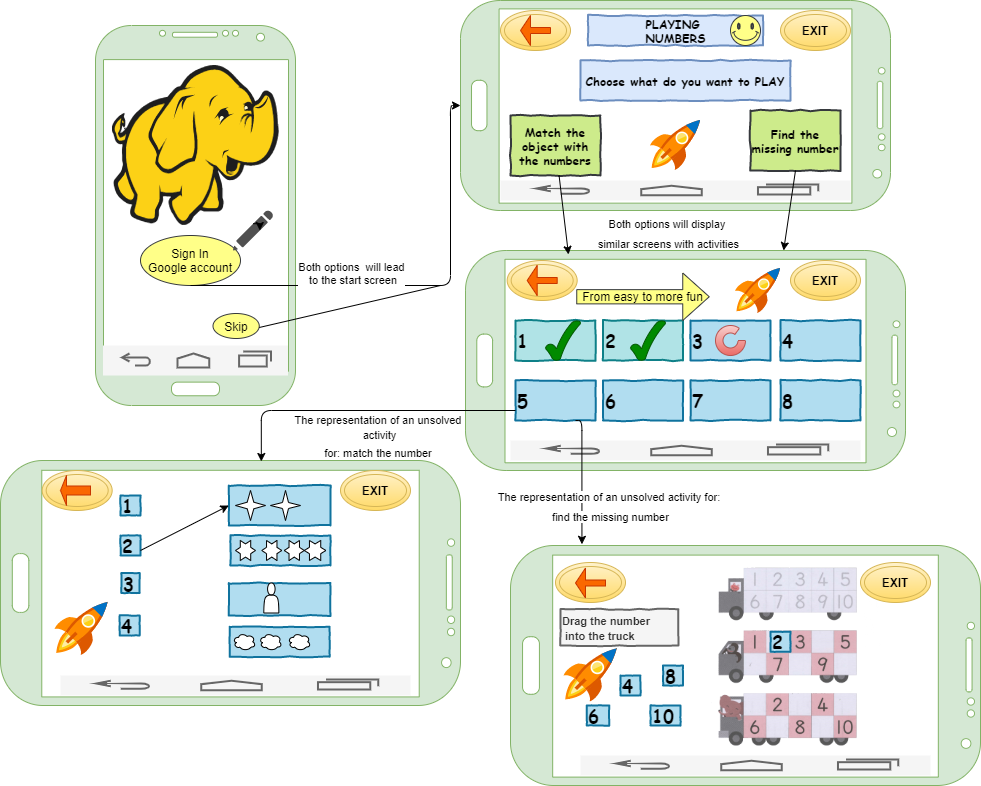 Sign In
Google account
Skip
Both options will lead
to the start screen
PLAYING
NUMBERS
EXIT
Choose what do you want to PLAY
Match the
object with
the numbers
Find the
missing number
Both options will display
similar screens with activities
From easy to more fun
EXIT
1
2
3
4
5
6
7
8
The representation of an unsolved
activity
for: match the number
EXIT
1
2
3
4
The representation of an unsolved activity for:
find the missing number
EXIT
Drag the number
into the truck
4
8
6
10
1 2 3 4 5
6 7 8 9 10
1 2 3 5
7 9
2 4
6 8 10